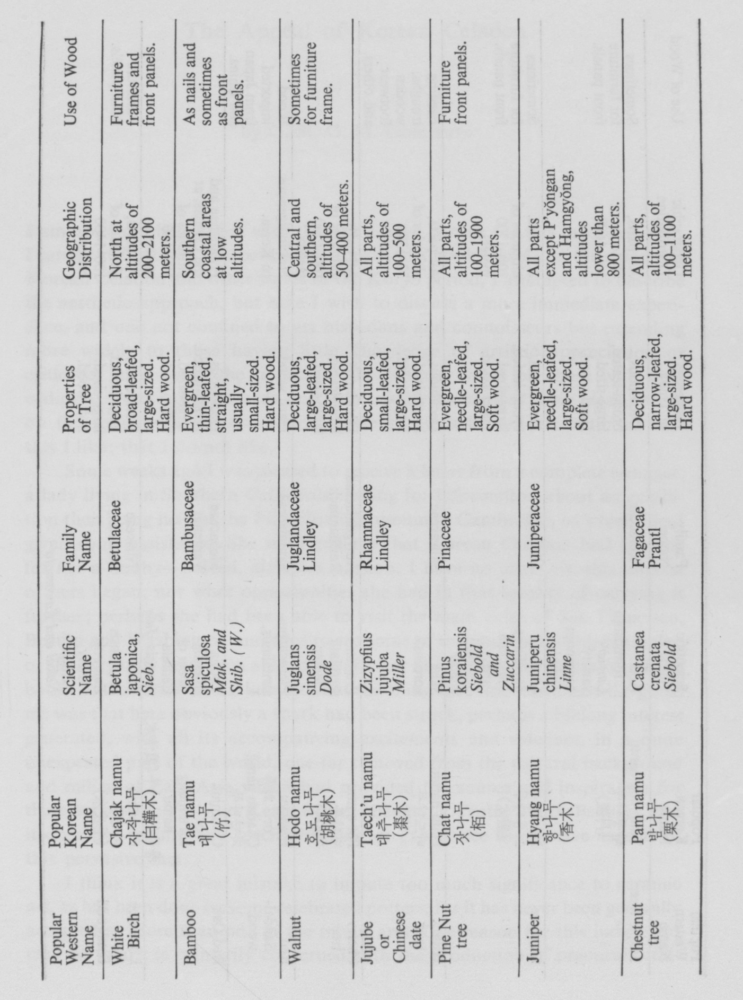 Popular
Western
Name
Popular
Korean
Name
Scientific
Name
Family
Name
Properties
of Tree
Geographic
Distribution
Use of Wood
White
Birch
Chajak namu
자작나무
(白樺木)
Betula
japonica,
Sieb.
Betulaceae
Deciduous,
broad-leafed,
large-sized.
Hard wood.
North at
altitudes of
200–2100
meters.
Furniture
frames and
front panels.
Bamboo
Tae namu
대나무
(竹)
Sasa
spiculosa
Mak. and
Shib. (W.)
Bambusaceae
Evergreen,
thin-leafed,
straight,
usually
small-sized.
Hard wood.
Southern
coastal areas
at low
altitudes.
As nails and
sometimes
as front
panels.
Walnut
Hodo namu
호도나무
(胡桃木)
Juglans
sinensis
Dode
Juglandaceae
Lindley
Deciduous,
large-leafed,
large-sized.
Hard wood.
Central and
southern,
altitudes of
50–400 meters.
Sometimes
for furniture
frame.
Jujube
or
Chinese
date
Taech'u namu
대추나무
(棗木)
Zizypfius
jujuba
Miller
Rhamnaceae
Lindley
Deciduous,
small-leafed,
large-sized.
Hard wood.
All parts,
altitudes of
100–500
meters.
Pine Nut
tree
Chat namu
잣나무
(栢)
Pinus
koraiensis
Siebold
and
Zuccarin
Pinaceae
Evergreen,
needle-leafed,
large-sized.
Soft wood.
All parts,
altitudes of
100–1900
meters.
Furniture
front panels.
Juniper
Hyang namu
향나무
(香木)
Juniperu
chinensis
Linne
Juniperaceae
Evergreen,
needle-leafed,
large-sized.
Soft wood.
All parts
except P'yŏngan
and Hamgyŏng,
altitudes
lower than
800 meters.
Chestnut
tree
Pam namu
밤나무
(栗木)
Castanea
crenata
Siebold
Fagaceae
Prantl
Deciduous,
narrow-leafed,
large-sized.
Hard wood.
All parts,
altitudes of
100–1100
meters.